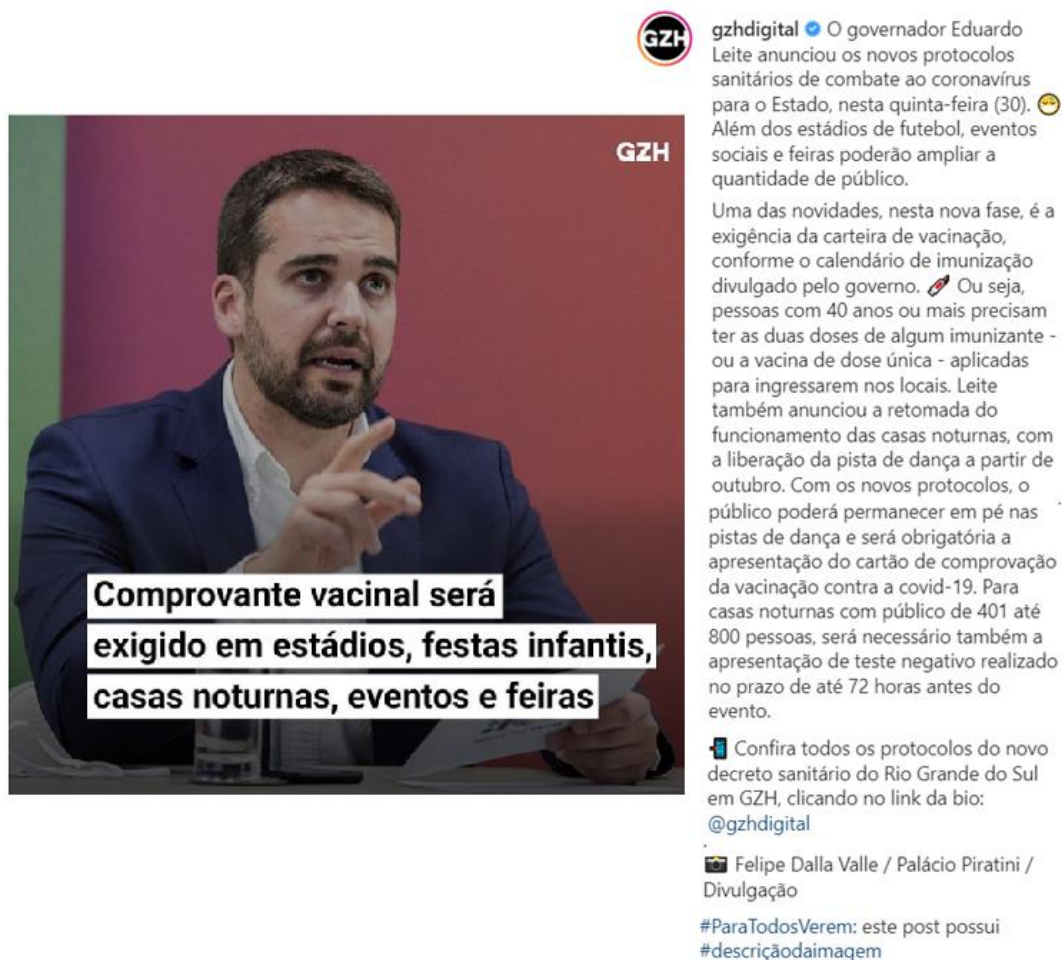 GZH
Comprovante vacinal será
exigido em estádios, festas infantis,
casas noturnas, eventos e feiras
GZH
gzhdigital O governador Eduardo
Leite anunciou os novos protocolos
sanitários de combate ao coronavírus
para o Estado, nesta quinta-feira (30). 😷
Além dos estádios de futebol, eventos
sociais e feiras poderão ampliar a
quantidade de público.
Uma das novidades, nesta nova fase, é a
exigência da carteira de vacinação,
conforme o calendário de imunização
divulgado pelo governo. 💉 Ou seja,
pessoas com 40 anos ou mais precisam
ter as duas doses de algum imunizante -
ou a vacina de dose única - aplicadas
para ingressarem nos locais. Leite
também anunciou a retomada do
funcionamento das casas noturnas, com
a liberação da pista de dança a partir de
outubro. Com os novos protocolos, o
público poderá permanecer em pé nas
pistas de dança e será obrigatória a
apresentação do cartão de comprovação
da vacinação contra a covid-19. Para
casas noturnas com público de 401 até
800 pessoas, será necessário também a
apresentação de teste negativo realizado
no prazo de até 72 horas antes do
evento.
📲 Confira todos os protocolos do novo
decreto sanitário do Rio Grande do Sul
em GZH, clicando no link da bio:
@gzhdigital
.
📸 Felipe Dalla Valle / Palácio Piratini /
Divulgação
#ParaTodosVerem: este post possui
#descriçãodaimagem